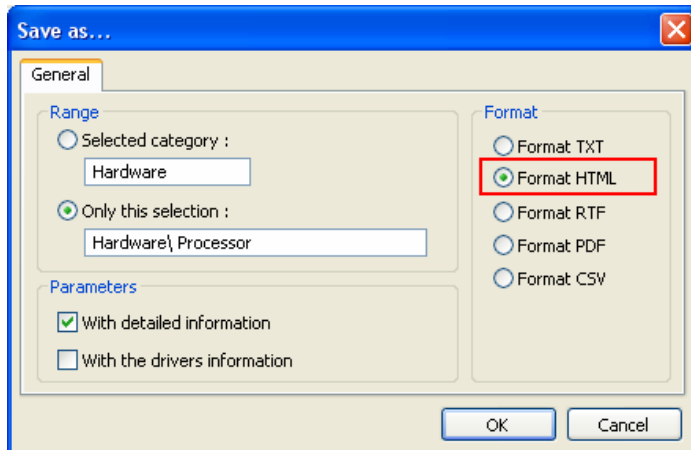 Save as...
General
Range
Selected category :
Hardware
Only this selection :
Hardware\ Processor
Parameters
With detailed information
With the drivers information
Format
Format TXT
Format HTML
Format RTF
Format PDF
Format CSV
OK
Cancel